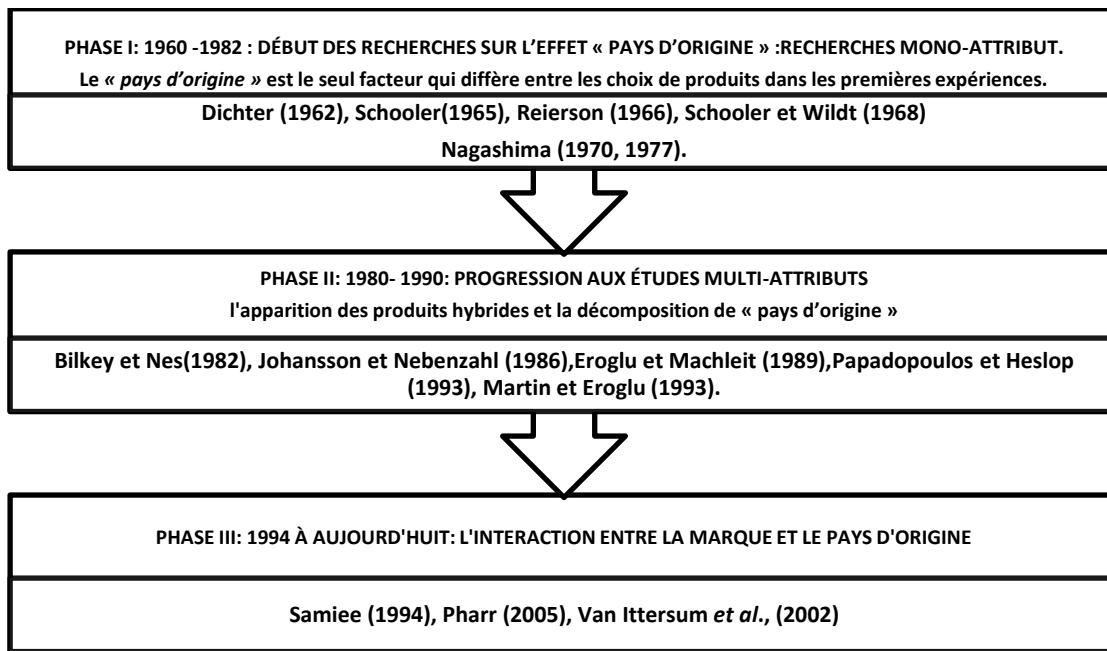 PHASE I: 1960 -1982 : DÉBUT DES RECHERCHES SUR L’EFFET « PAYS D’ORIGINE » :RECHERCHES MONO-ATTRIBUT.
Le « pays d’origine » est le seul facteur qui diffère entre les choix de produits dans les premières expériences.
Dichter (1962), Schooler(1965), Reierson (1966), Schooler et Wildt (1968)
Nagashima (1970, 1977).
PHASE II: 1980- 1990: PROGRESSION AUX ÉTUDES MULTI-ATTRIBUTS
l'apparition des produits hybrides et la décomposition de « pays d’origine »
Bilkey et Nes(1982), Johansson et Nebenzahl (1986),Eroglu et Machleit (1989),Papadopoulos et Heslop
(1993), Martin et Eroglu (1993).
PHASE III: 1994 À AUJOURD'HUIT: L'INTERACTION ENTRE LA MARQUE ET LE PAYS D'ORIGINE
Samiee (1994), Pharr (2005), Van Ittersum et al., (2002)